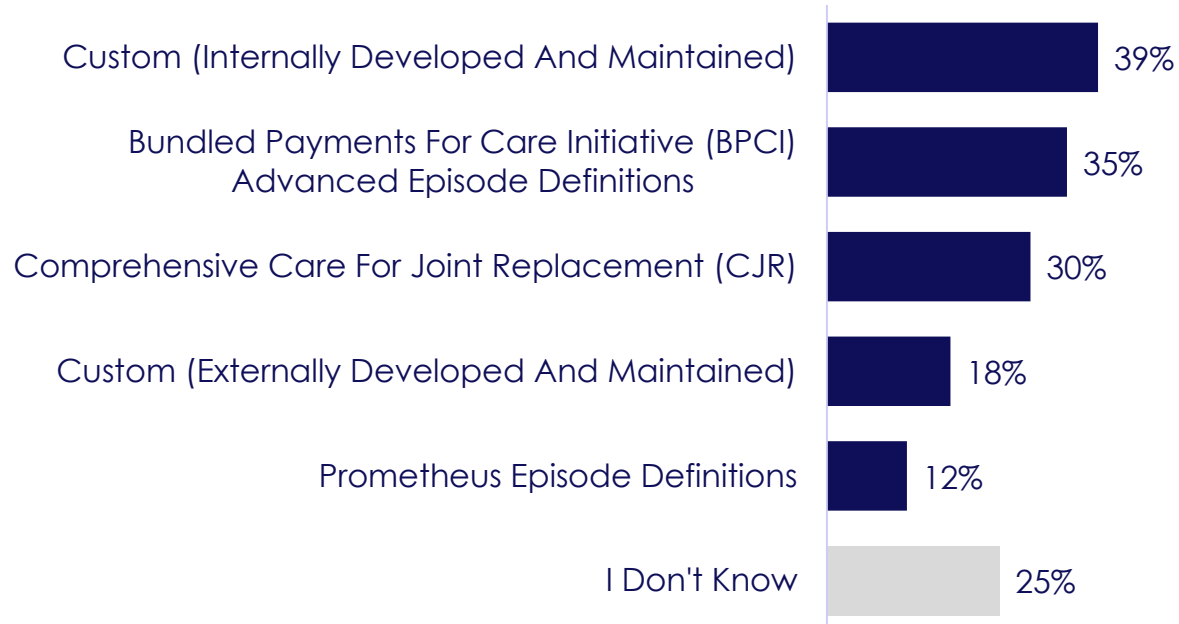 Custom (Internally Developed And Maintained)
39%
Bundled Payments For Care Initiative (BPCI)
Advanced Episode Definitions
35%
Comprehensive Care For Joint Replacement (CJR)
30%
Custom (Externally Developed And Maintained)
18%
Prometheus Episode Definitions
12%
I Don't Know
25%